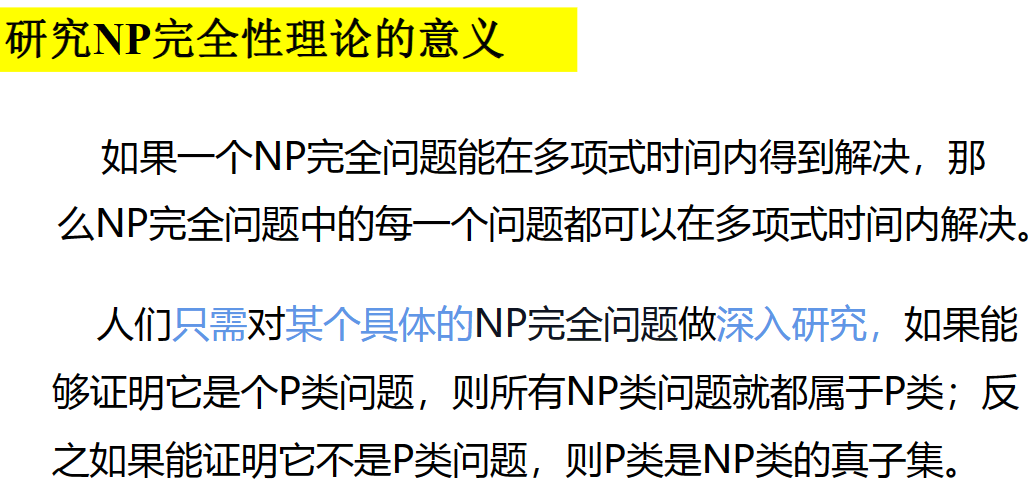 研究NP完全性理论的意义
如果一个NP完全问题能在多项式时间内得到解决，那
么NP完全问题中的每一个问题都可以在多项式时间内解决。
人们只需对某个具体的NP完全问题做深入研究，如果能
够证明它是个P类问题，则所有NP类问题就都属于P类；反
之如果能证明它不是P类问题，则P类是NP类的真子集。